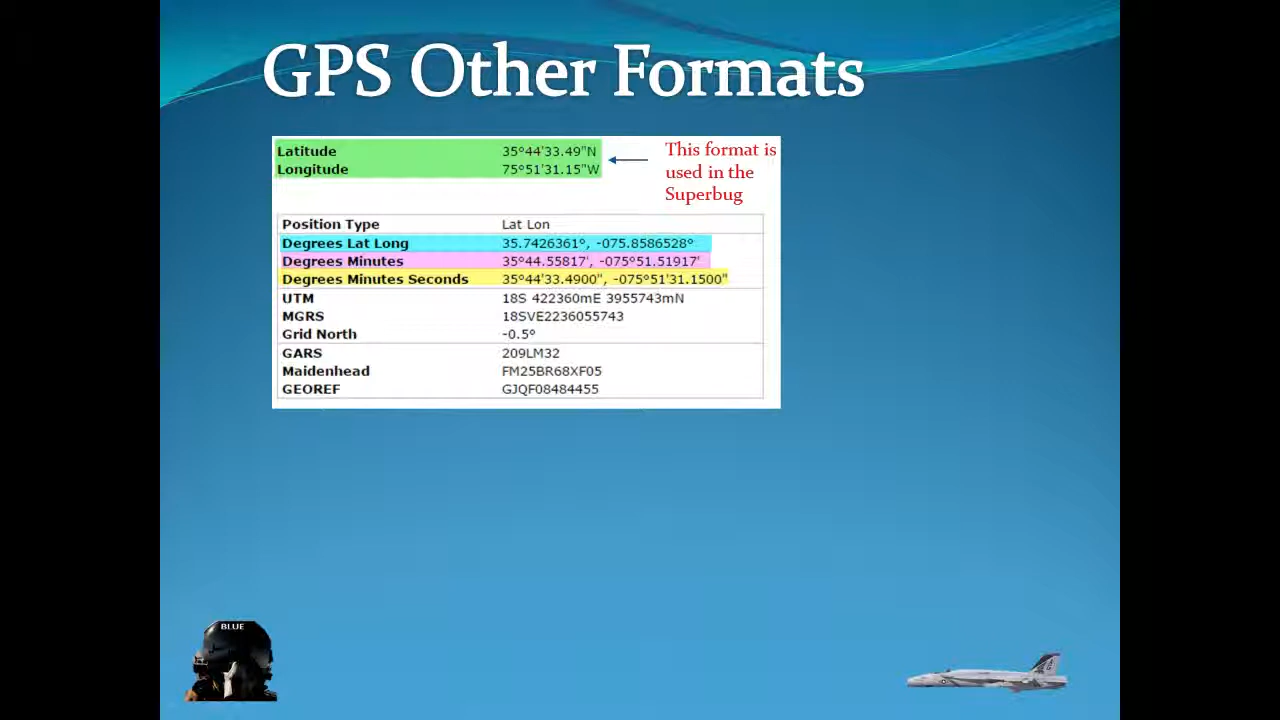 GPS Other Formats
Latitude 35°44'33.49"N
Longitude 75°51'31.15"W
This format is
used in the
Superbug
Position Type Lat Lon
Degrees Lat Long 35.7426361°, -075.8586528°
Degrees Minutes 35°44.55817', -075°51.51917'
Degrees Minutes Seconds 35°44'33.4900", -075°51'31.1500"
UTM 18S 422360mE 3955743mN
MGRS 18SVE2236055743
Grid North -0.5°
GARS 209LM32
Maidenhead FM25BR68XF05
GEOREF GJQF08484455
BLUE